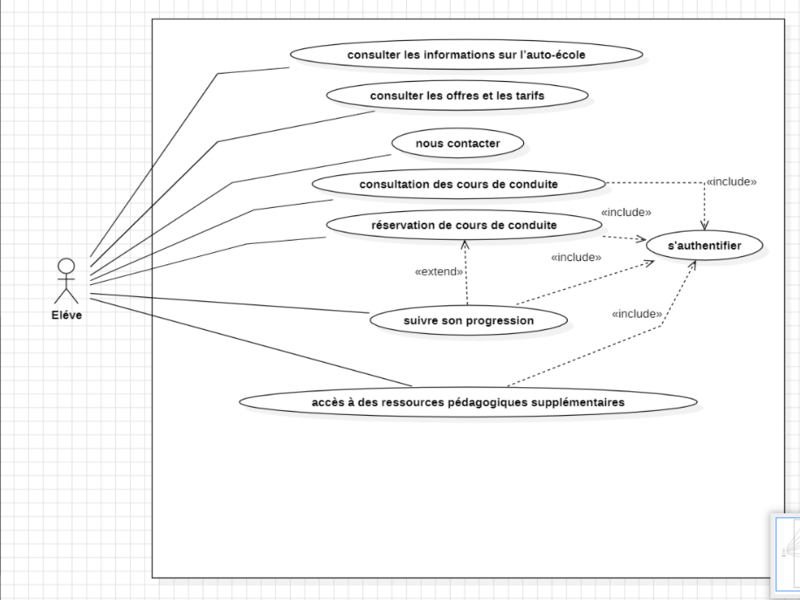 consulter les informations sur l'auto-école
consulter les offres et les tarifs
nous contacter
consultation des cours de conduite
«include»
«include»
réservation de cours de conduite
s'authentifier
«include»
«extend»
Eléve
suivre son progression
«include»
accès à des ressources pédagogiques supplémentaires